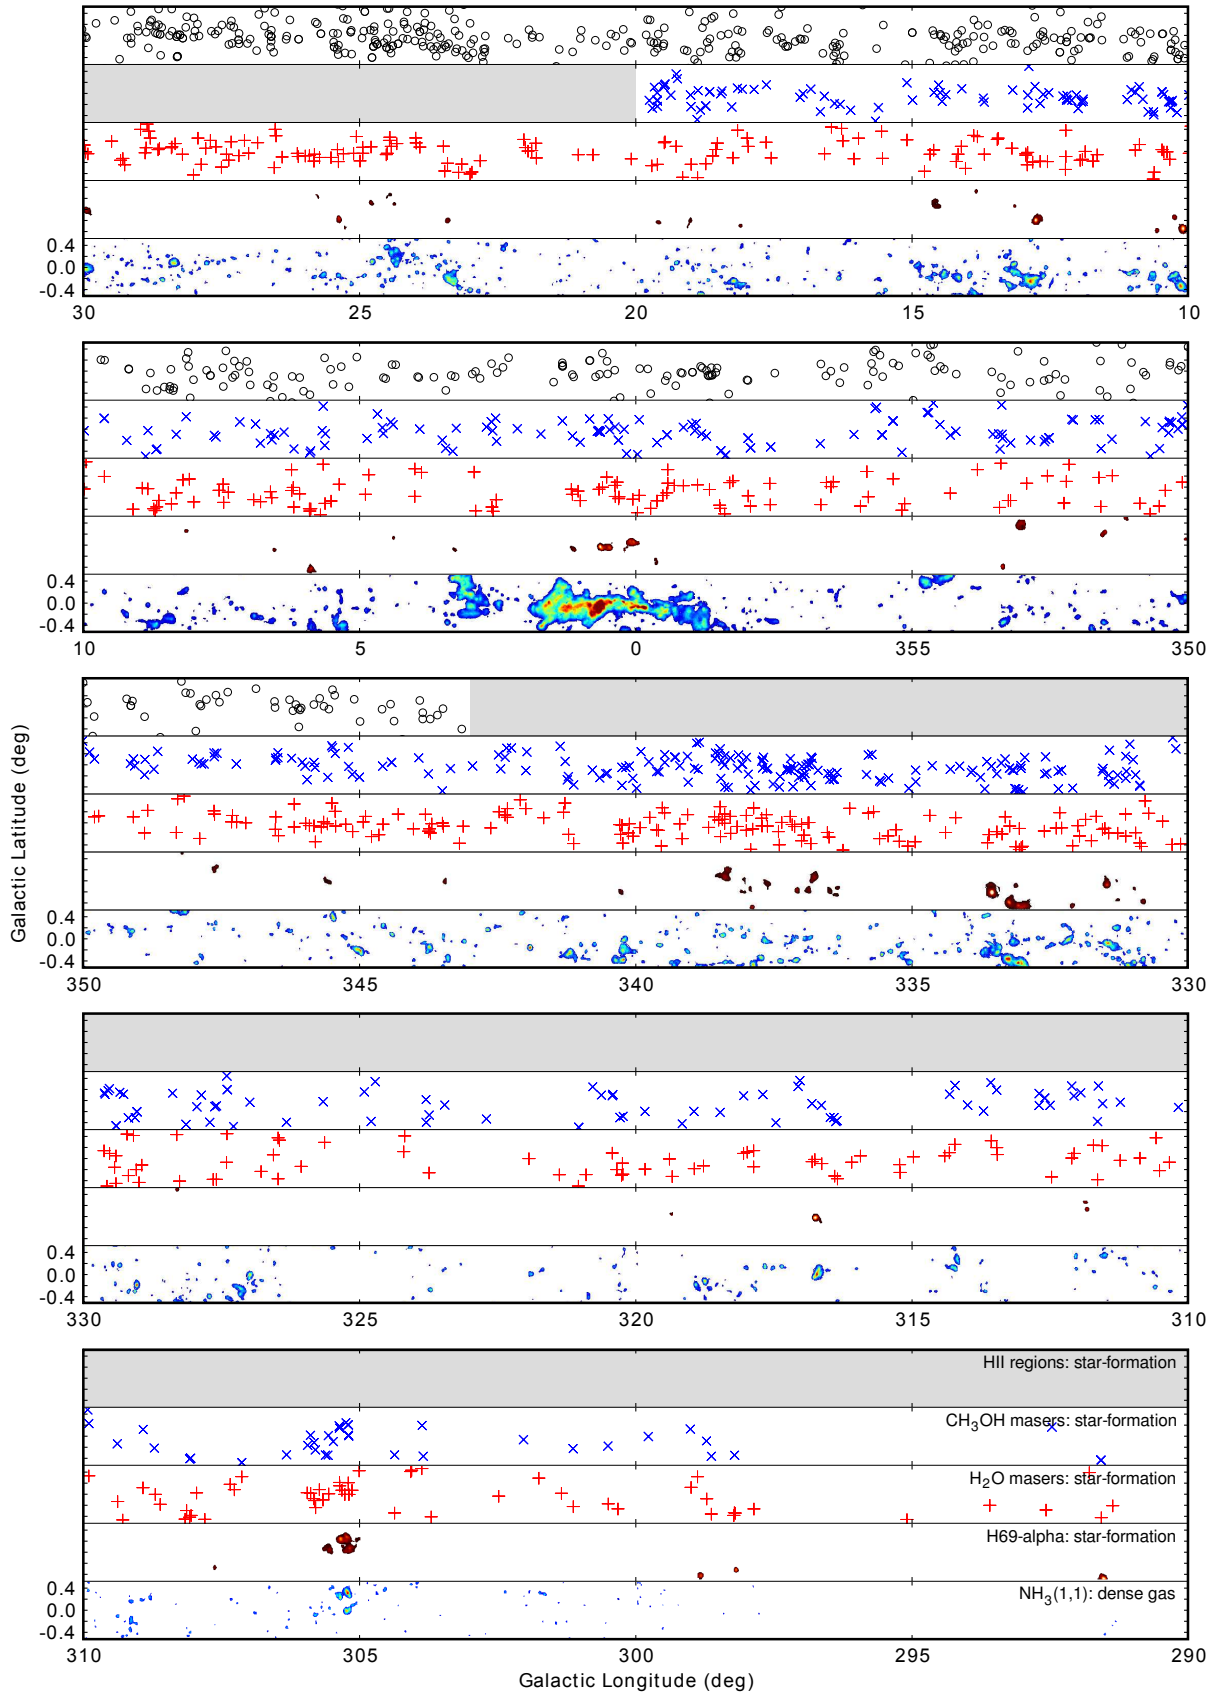 0.4
0.0
-0.4
30 25 20 15 10
0.4
0.0
-0.4
10 5 0 355 350
0.4
0.0
-0.4
350 345 340 335 330
Galactic Latitude (deg)
0.4
0.0
-0.4
330 325 320 315 310
HII regions: star-formation
CH₃OH masers: star-formation
H₂O masers: star-formation
H69-alpha: star-formation
NH₃(1,1): dense gas
0.4
0.0
-0.4
310 305 300 295 290
Galactic Longitude (deg)